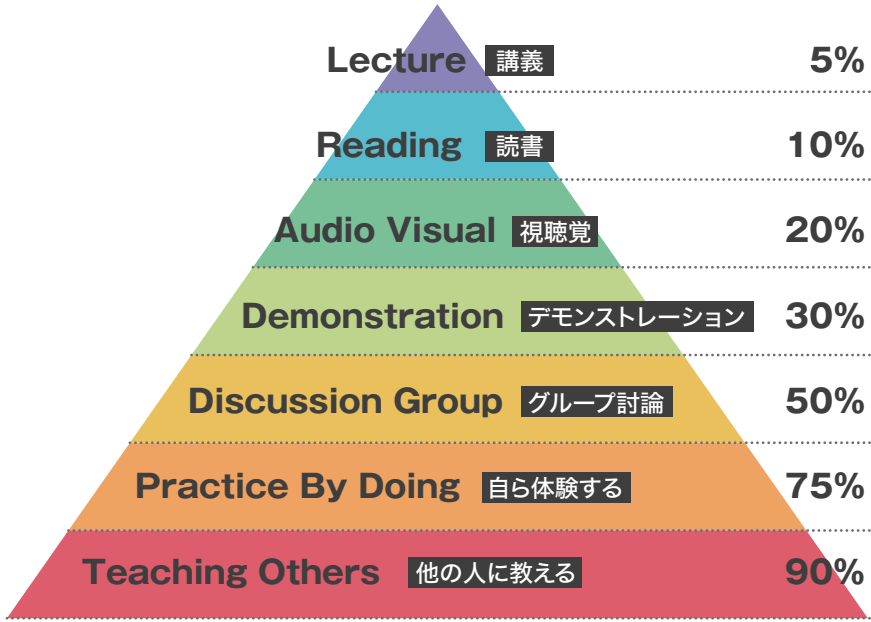 Lecture 講義 5%
Reading 読書 10%
Audio Visual 視聴覚 20%
Demonstration デモンストレーション 30%
Discussion Group グループ討論 50%
Practice By Doing 自ら体験する 75%
Teaching Others 他の人に教える 90%